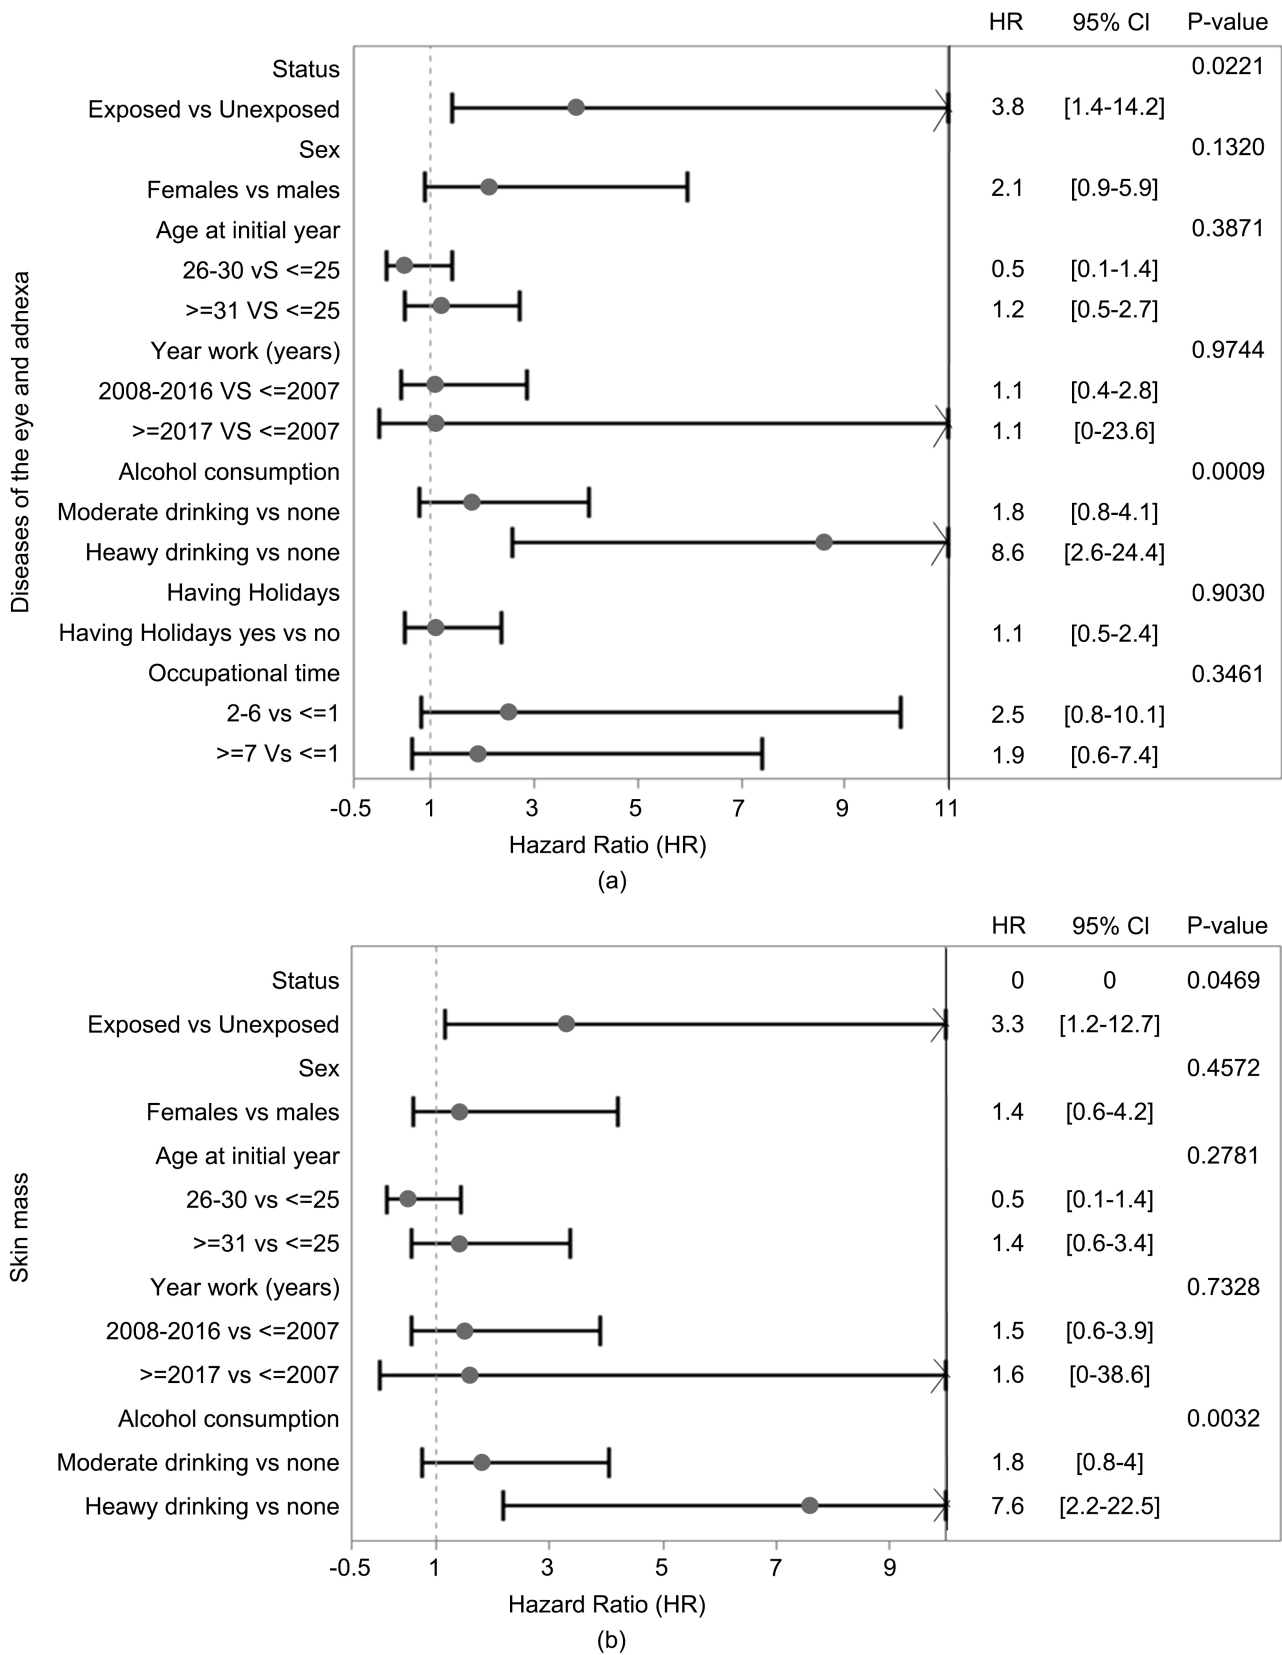 HR 95% CI P-value
Status 0.0221
Exposed vs Unexposed 3.8 [1.4-14.2]
Sex 0.1320
Females vs males 2.1 [0.9-5.9]
Age at initial year 0.3871
26-30 vS <=25 0.5 [0.1-1.4]
>=31 VS <=25 1.2 [0.5-2.7]
Year work (years) 0.9744
2008-2016 VS <=2007 1.1 [0.4-2.8]
>=2017 VS <=2007 1.1 [0-23.6]
Alcohol consumption 0.0009
Moderate drinking vs none 1.8 [0.8-4.1]
Heawy drinking vs none 8.6 [2.6-24.4]
Having Holidays 0.9030
Having Holidays yes vs no 1.1 [0.5-2.4]
Occupational time 0.3461
2-6 vs <=1 2.5 [0.8-10.1]
>=7 Vs <=1 1.9 [0.6-7.4]
Diseases of the eye and adnexa
-0.5 1 3 5 7 9 11
Hazard Ratio (HR)
(a)
HR 95% CI P-value
Status 0 0 0.0469
Exposed vs Unexposed 3.3 [1.2-12.7]
Sex 0.4572
Females vs males 1.4 [0.6-4.2]
Age at initial year 0.2781
26-30 vs <=25 0.5 [0.1-1.4]
>=31 vs <=25 1.4 [0.6-3.4]
Year work (years) 0.7328
2008-2016 vs <=2007 1.5 [0.6-3.9]
>=2017 vs <=2007 1.6 [0-38.6]
Alcohol consumption 0.0032
Moderate drinking vs none 1.8 [0.8-4]
Heawy drinking vs none 7.6 [2.2-22.5]
Skin mass
-0.5 1 3 5 7 9
Hazard Ratio (HR)
(b)